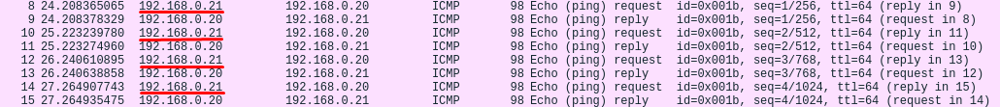 8 24.208365065 192.168.0.21 192.168.0.20 ICMP 98 Echo (ping) request id=0x001b, seq=1/256, ttl=64 (reply in 9)
9 24.208378329 192.168.0.20 192.168.0.21 ICMP 98 Echo (ping) reply id=0x001b, seq=1/256, ttl=64 (request in 8)
10 25.223239780 192.168.0.21 192.168.0.20 ICMP 98 Echo (ping) request id=0x001b, seq=2/512, ttl=64 (reply in 11)
11 25.223274960 192.168.0.20 192.168.0.21 ICMP 98 Echo (ping) reply id=0x001b, seq=2/512, ttl=64 (request in 10)
12 26.240610895 192.168.0.21 192.168.0.20 ICMP 98 Echo (ping) request id=0x001b, seq=3/768, ttl=64 (reply in 13)
13 26.240638858 192.168.0.20 192.168.0.21 ICMP 98 Echo (ping) reply id=0x001b, seq=3/768, ttl=64 (request in 12)
14 27.264907743 192.168.0.21 192.168.0.20 ICMP 98 Echo (ping) request id=0x001b, seq=4/1024, ttl=64 (reply in 15)
15 27.264935475 192.168.0.20 192.168.0.21 ICMP 98 Echo (ping) reply id=0x001b, seq=4/1024, ttl=64 (request in 14)